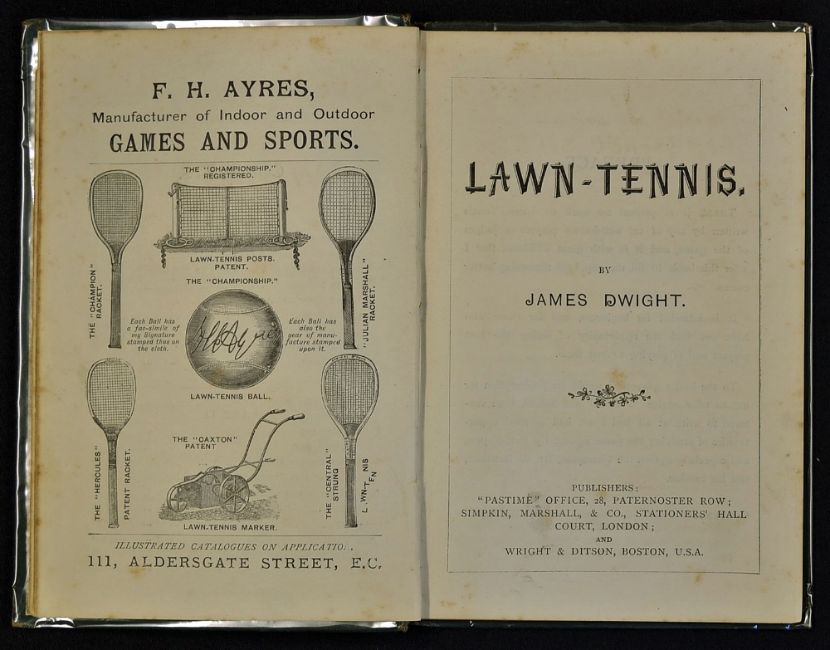 F. H. AYRES,
Manufacturer of Indoor and Outdoor
GAMES AND SPORTS.
THE "CHAMPIONSHIP."
REGISTERED.
LAWN-TENNIS POSTS.
PATENT.
THE "CHAMPION"
RACKET.
"JULIAN MARSHALL"
RACKET.
THE "CHAMPIONSHIP."
Each Ball has
a fac-simile of
my Signature
stamped thus on
the cloth.
FHAyres
Each Ball has
also the
year of manu-
facture stamped
upon it.
LAWN-TENNIS BALL.
THE "HERCULES"
PATENT RACKET.
THE "CAXTON"
PATENT
LAWN-TENNIS MARKER.
THE "CENTRAL"
STRUNG
ILLUSTRATED CATALOGUES ON APPLICATIO
111, ALDERSGATE STREET, E.C.
LAWN-TENNIS.
BY
JAMES DWIGHT.
PUBLISHERS:
"PASTIME" OFFICE, 28, PATERNOSTER ROW;
SIMPKIN, MARSHALL, & CO., STATIONERS' HALL
COURT, LONDON;
AND
WRIGHT & DITSON, BOSTON, U.S.A.